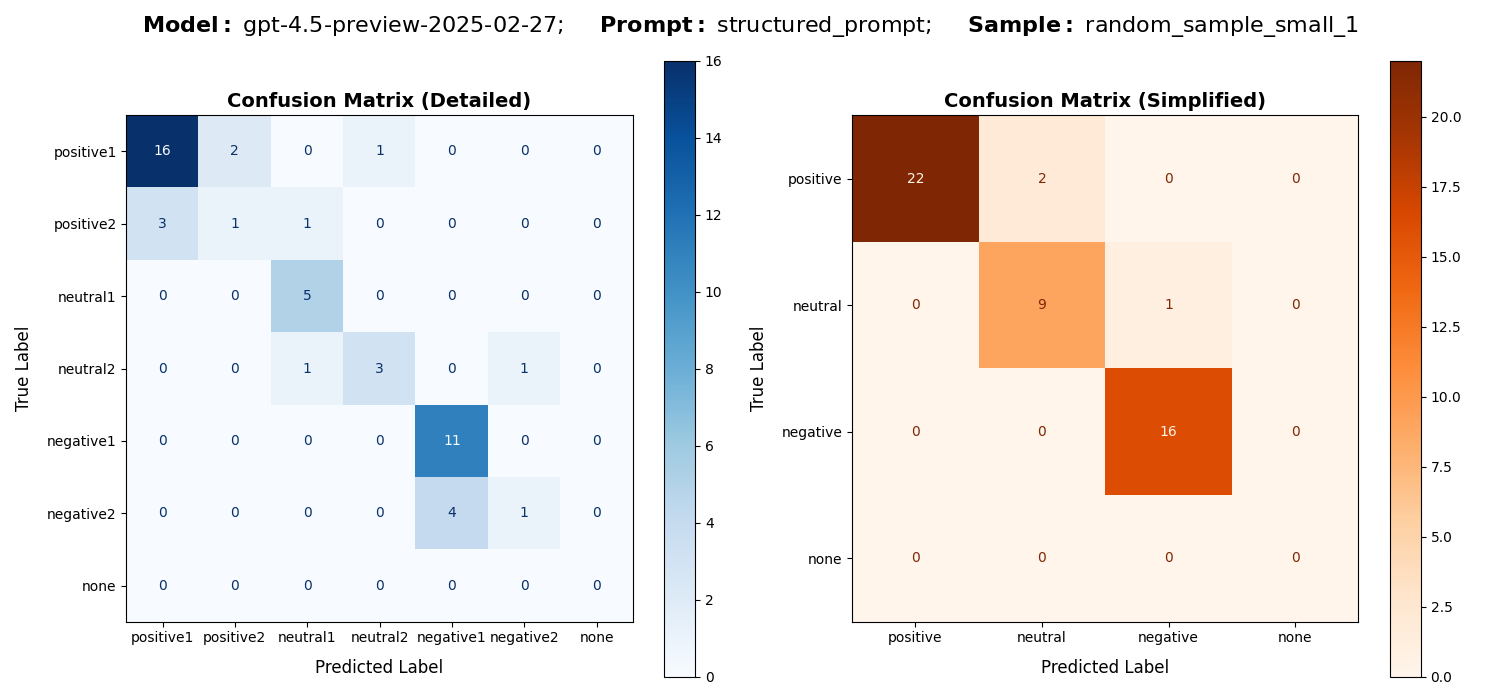 Model: gpt-4.5-preview-2025-02-27; Prompt: structured_prompt; Sample: random_sample_small_1
Confusion Matrix (Detailed)
True Label
positive1 16 2 0 1 0 0 0
positive2 3 1 1 0 0 0 0
neutral1 0 0 5 0 0 0 0
neutral2 0 0 1 3 0 1 0
negative1 0 0 0 0 11 0 0
negative2 0 0 0 0 4 1 0
none 0 0 0 0 0 0 0
positive1 positive2 neutral1 neutral2 negative1 negative2 none
Predicted Label
16
14
12
10
8
6
4
2
0
Confusion Matrix (Simplified)
True Label
positive 22 2 0 0
neutral 0 9 1 0
negative 0 0 16 0
none 0 0 0 0
positive neutral negative none
Predicted Label
20.0
17.5
15.0
12.5
10.0
7.5
5.0
2.5
0.0